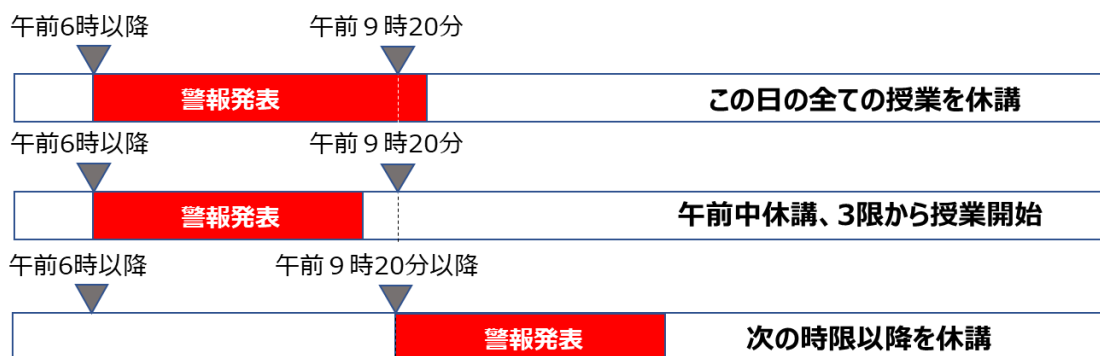 午前6時以降 午前９時20分
警報発表 この日の全ての授業を休講
午前6時以降 午前９時20分
警報発表 午前中休講、3限から授業開始
午前6時以降 午前９時20分以降
警報発表 次の時限以降を休講